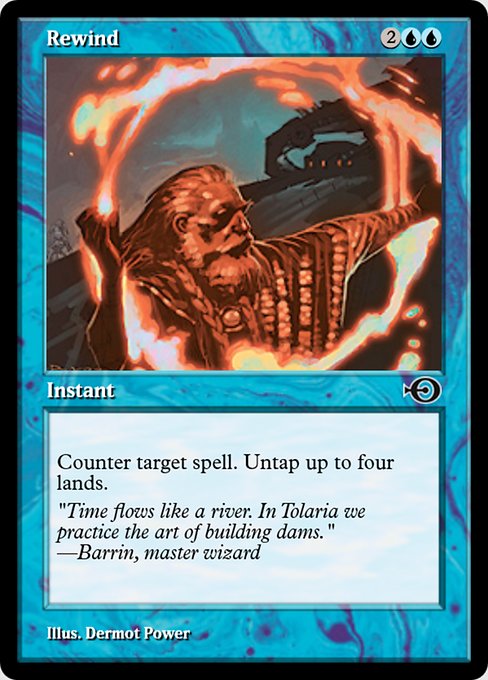 Rewind
2
Instant
Counter target spell. Untap up to four
lands.
"Time flows like a river. In Tolaria we
practice the art of building dams."
—Barrin, master wizard
Illus. Dermot Power